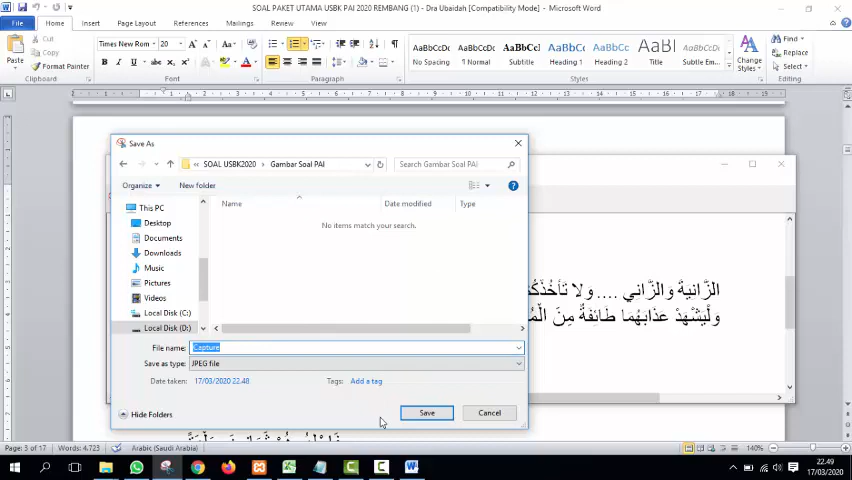 SOAL PAKET UTAMA USBK PAI 2020 REMBANG - Dra Ubaidah [Compatibility Mode] - Microsoft Word
File Home Insert Page Layout References Mailings Review View
Cut
Copy
Format Painter
Paste
Clipboard
Times New Rom 20
Font
Paragraph
AaBbCcDc AaBbCcDc AaBbCc AaBbCc AaBbCc AaBl AaBbCcL
No Spacing ¶ Normal Subtle... Heading 1 Heading 2 Title Subtle Em...
Change Styles
Styles
Find
Replace
Select
Editing
Save As
« SOAL USBK2020 › Gambar Soal PAI
Search Gambar Soal PAI
Organize New folder
Name Date modified Type
No items match your search.
This PC
Desktop
Documents
Downloads
Music
Pictures
Videos
Local Disk (C:)
Local Disk (D:)
File name: Capture
Save as type: JPEG file
Date taken: 17/03/2020 22.48 Tags: Add a tag
Hide Folders Save Cancel
الزَّانِيَةَ والزَّانِي .... ولا تَأخُذْكُم
ولْيَشْهَدْ عَذَابَهُمَا طَائِفَةٌ مِنَ
Page: 5 of 17 Words: 4.723 Arabic (Saudi Arabia) 140%
22.49
17/03/2020